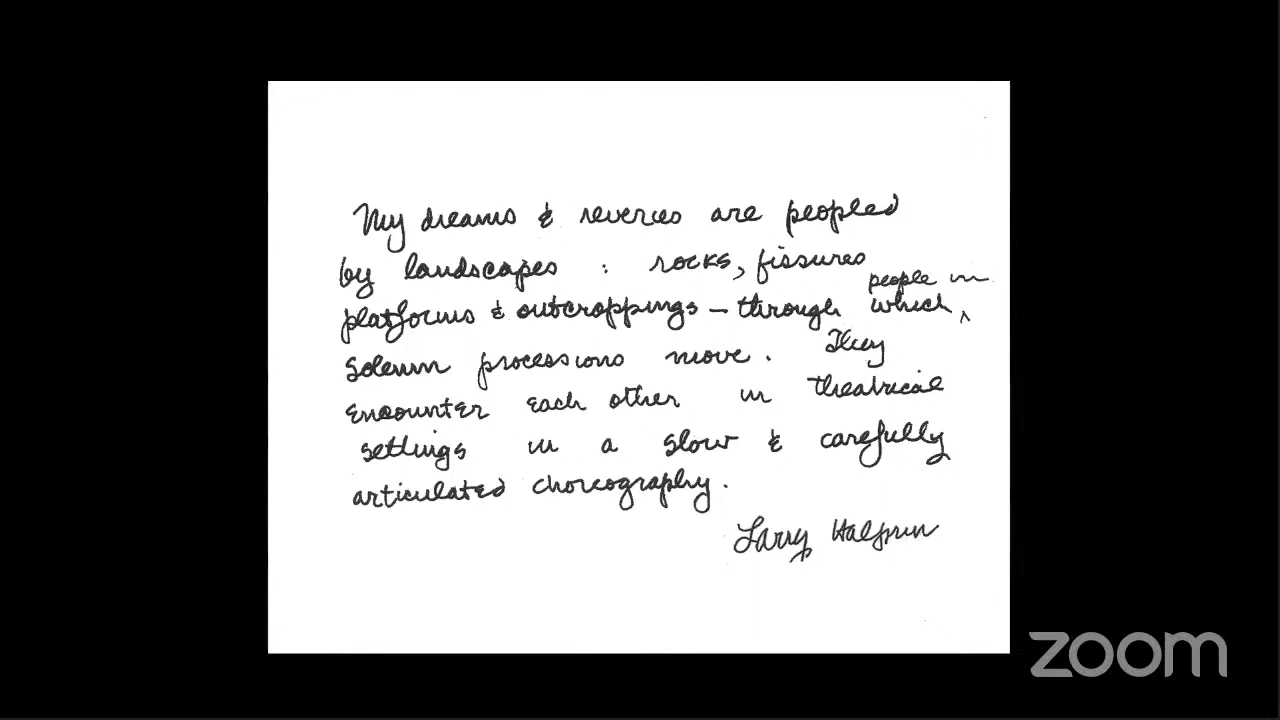 My dreams & reveries are peopled
by landscapes : rocks, fissures
people in
platforms & outcroppings – through which ^
solemn processions move. They
encounter each other in theatrical
settings in a slow & carefully
articulated choreography.
Larry Halprin
zoom